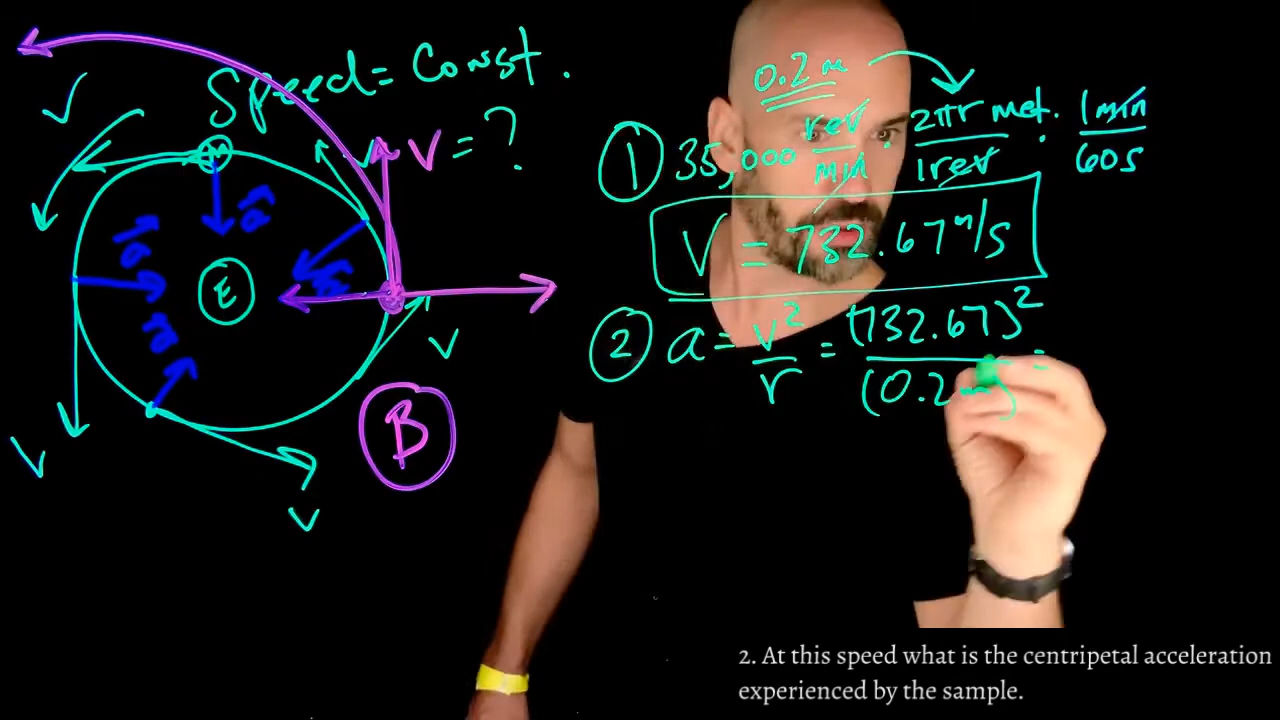 Speed = Const.
V
V = ?
a
a
a
a
E
V
V
V
B
0.2 m
① 35,000 rev/min · 2πr met./1 rev · 1 min/60 s
V = 732.67 m/s
② a = v²/r = (732.67)²/(0.2 m) =
2. At this speed what is the centripetal acceleration
experienced by the sample.